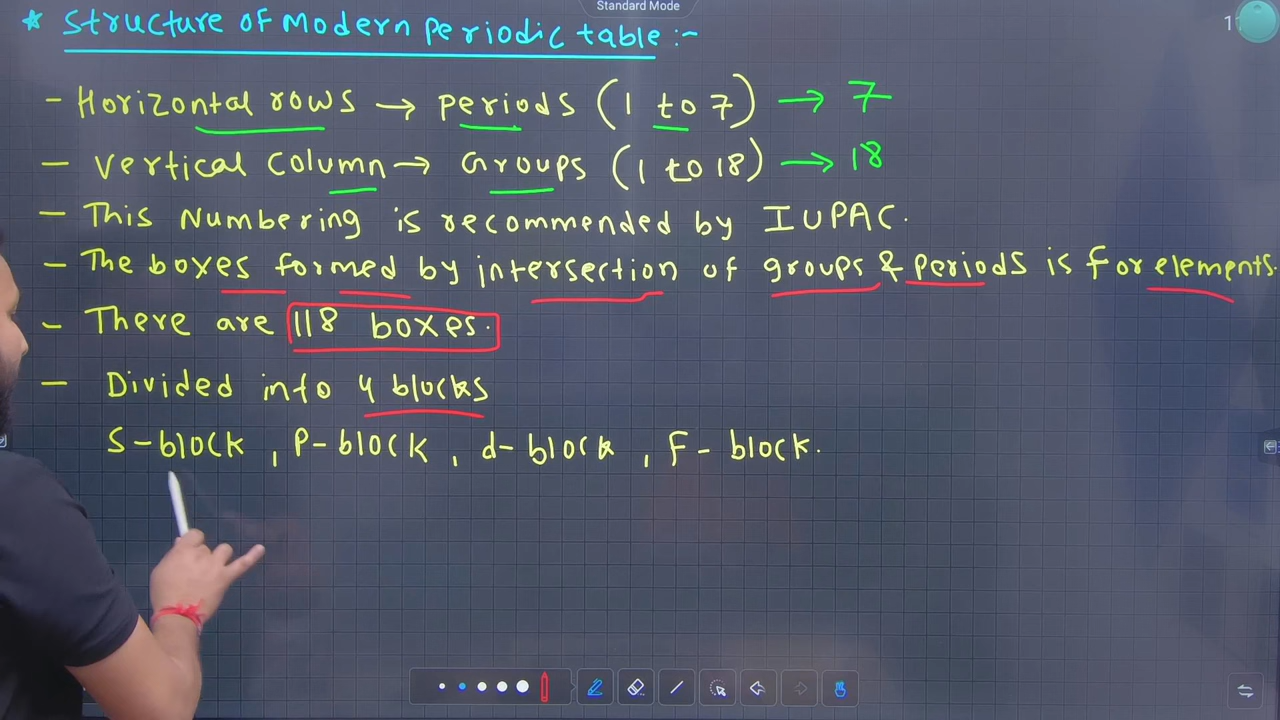 Standard Mode
* Structure of Modern Periodic table :-
- Horizontal rows → Periods (1 to 7) → 7
- Vertical Column → Groups (1 to 18) → 18
- This Numbering is recommended by IUPAC.
- The boxes formed by intersection of groups & Periods is for elements.
- There are 118 boxes.
- Divided into 4 blocks
S-block , P-block , d-block , F-block.